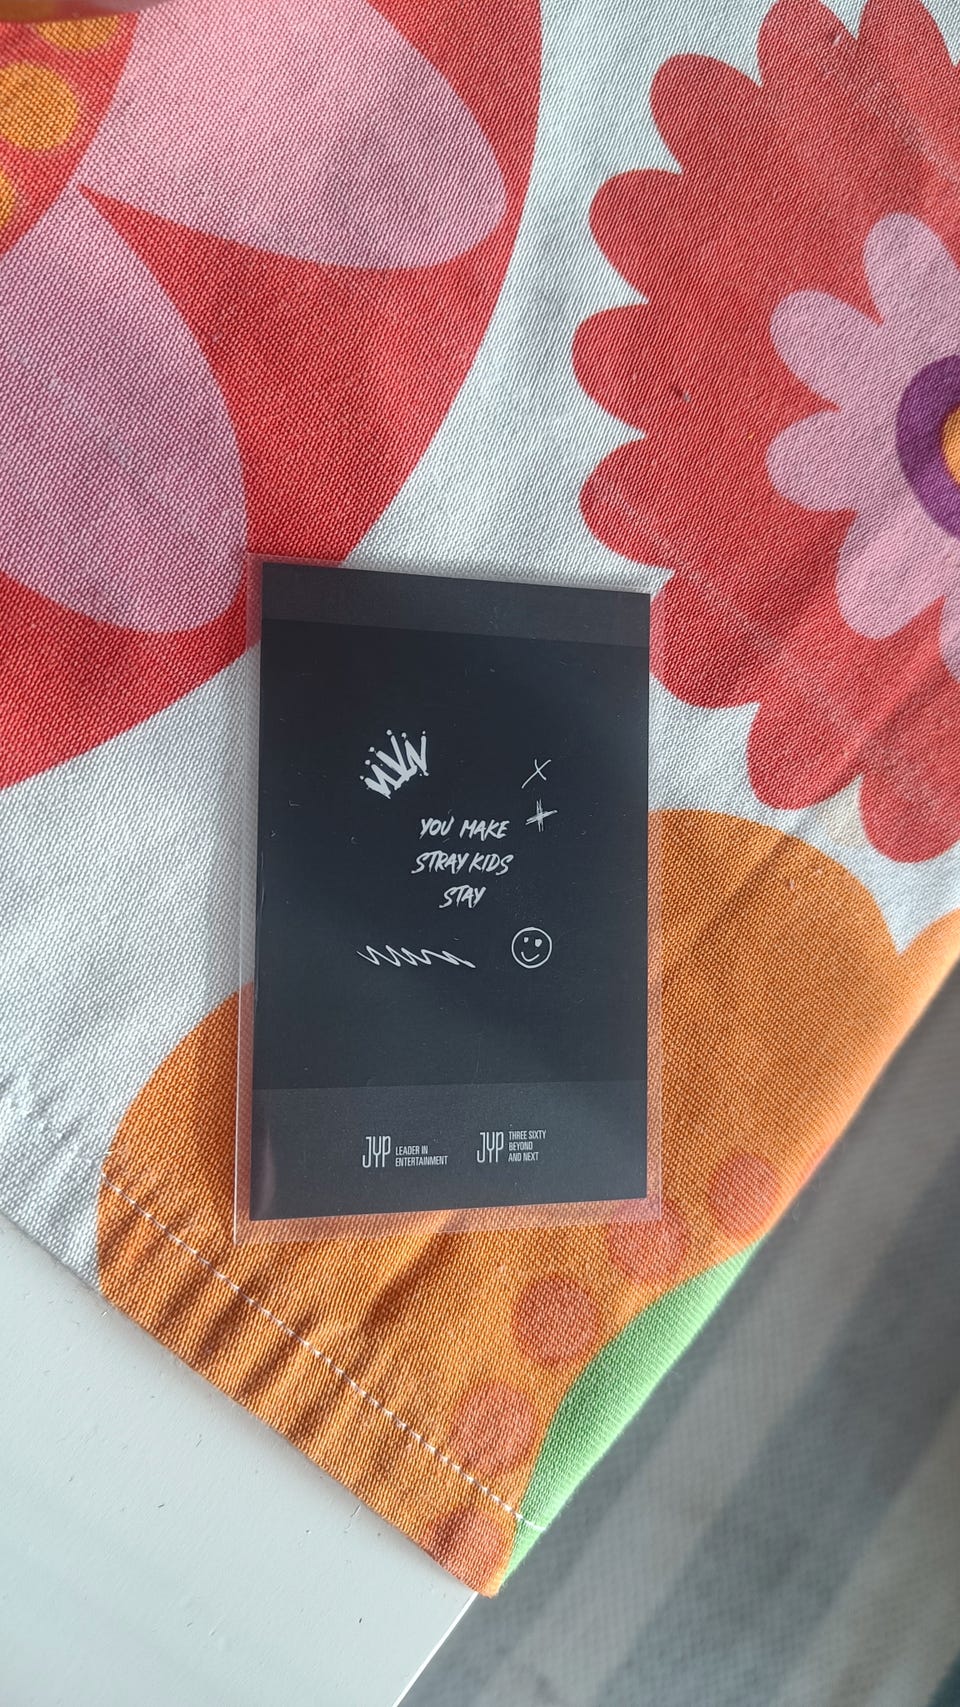 YOU MAKE
STRAY KIDS
STAY
JYP LEADER IN
ENTERTAINMENT
JYP THREE SIXTY
BEYOND
AND NEXT